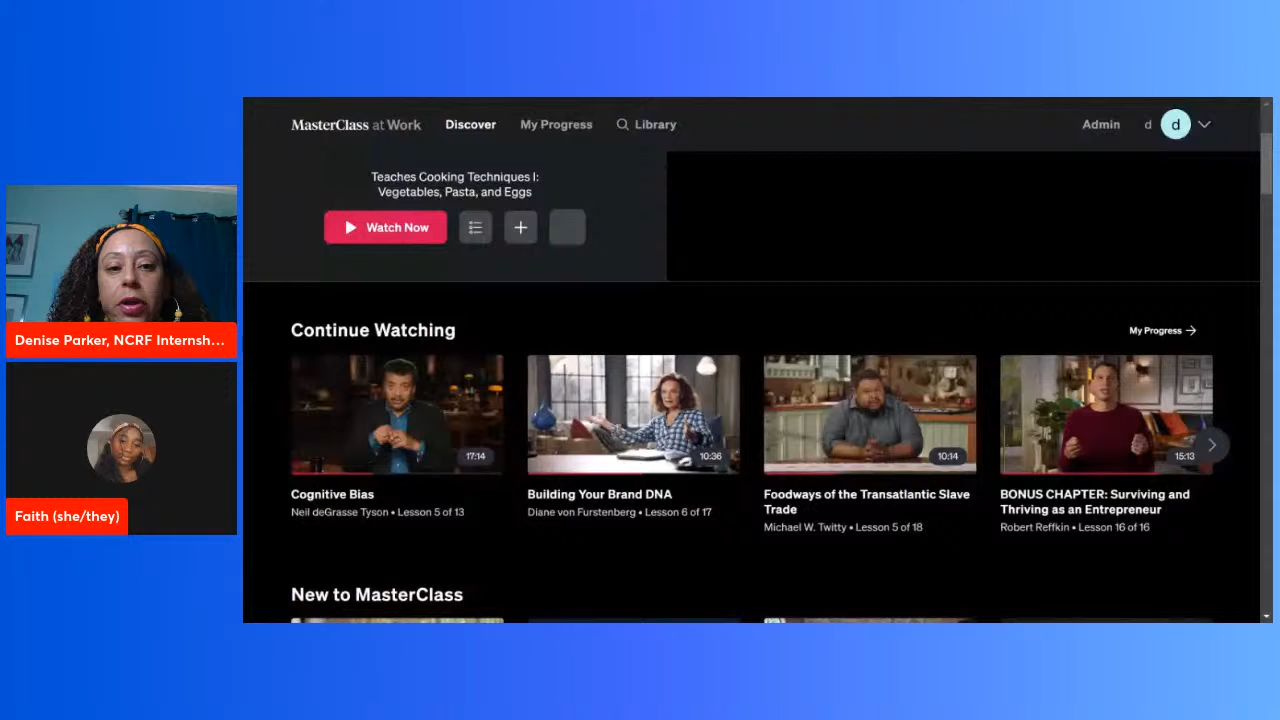 MasterClass at Work
Discover
My Progress
Library
Admin
d
d
Teaches Cooking Techniques I:
Vegetables, Pasta, and Eggs
Watch Now
Denise Parker, NCRF Internsh...
Faith (she/they)
Continue Watching
My Progress
17:14
10:36
10:14
15:13
Cognitive Bias
Neil deGrasse Tyson • Lesson 5 of 13
Building Your Brand DNA
Diane von Furstenberg • Lesson 6 of 17
Foodways of the Transatlantic Slave
Trade
Michael W. Twitty • Lesson 5 of 18
BONUS CHAPTER: Surviving and
Thriving as an Entrepreneur
Robert Reffkin • Lesson 16 of 16
New to MasterClass